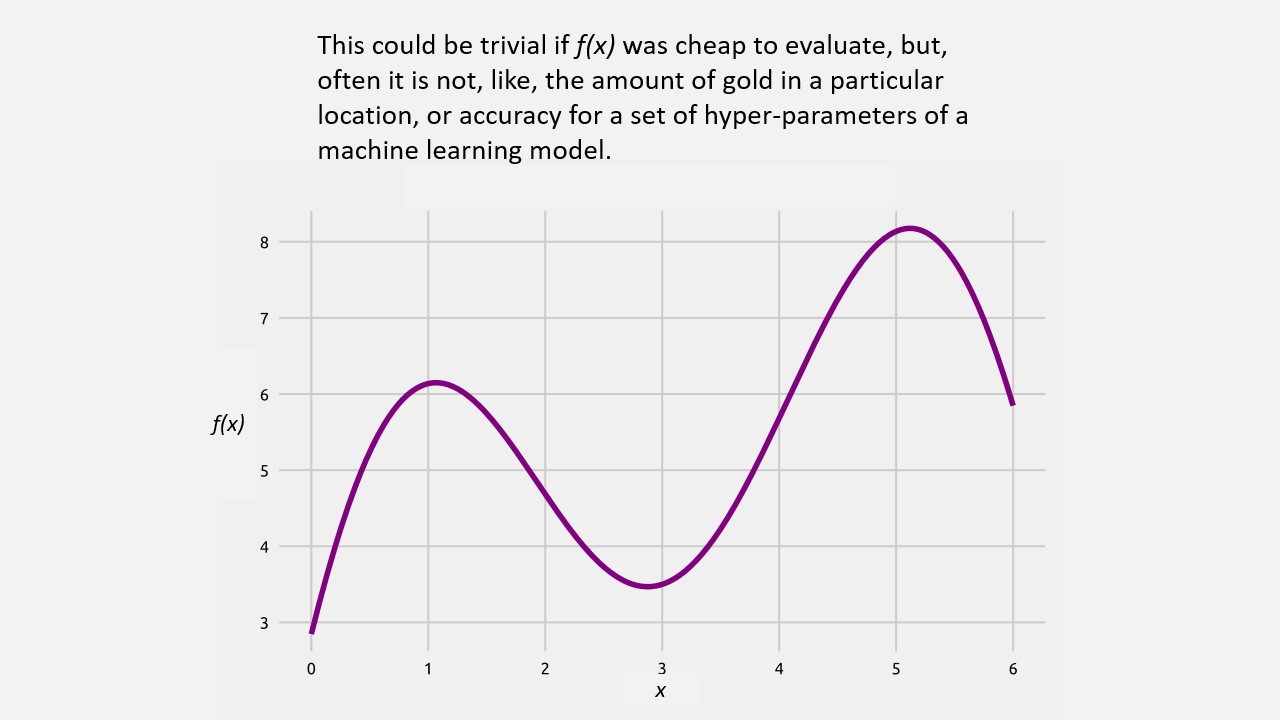 This could be trivial if f(x) was cheap to evaluate, but,
often it is not, like, the amount of gold in a particular
location, or accuracy for a set of hyper-parameters of a
machine learning model.
8
7
6
f(x)
5
4
3
0 1 2 3 4 5 6
x